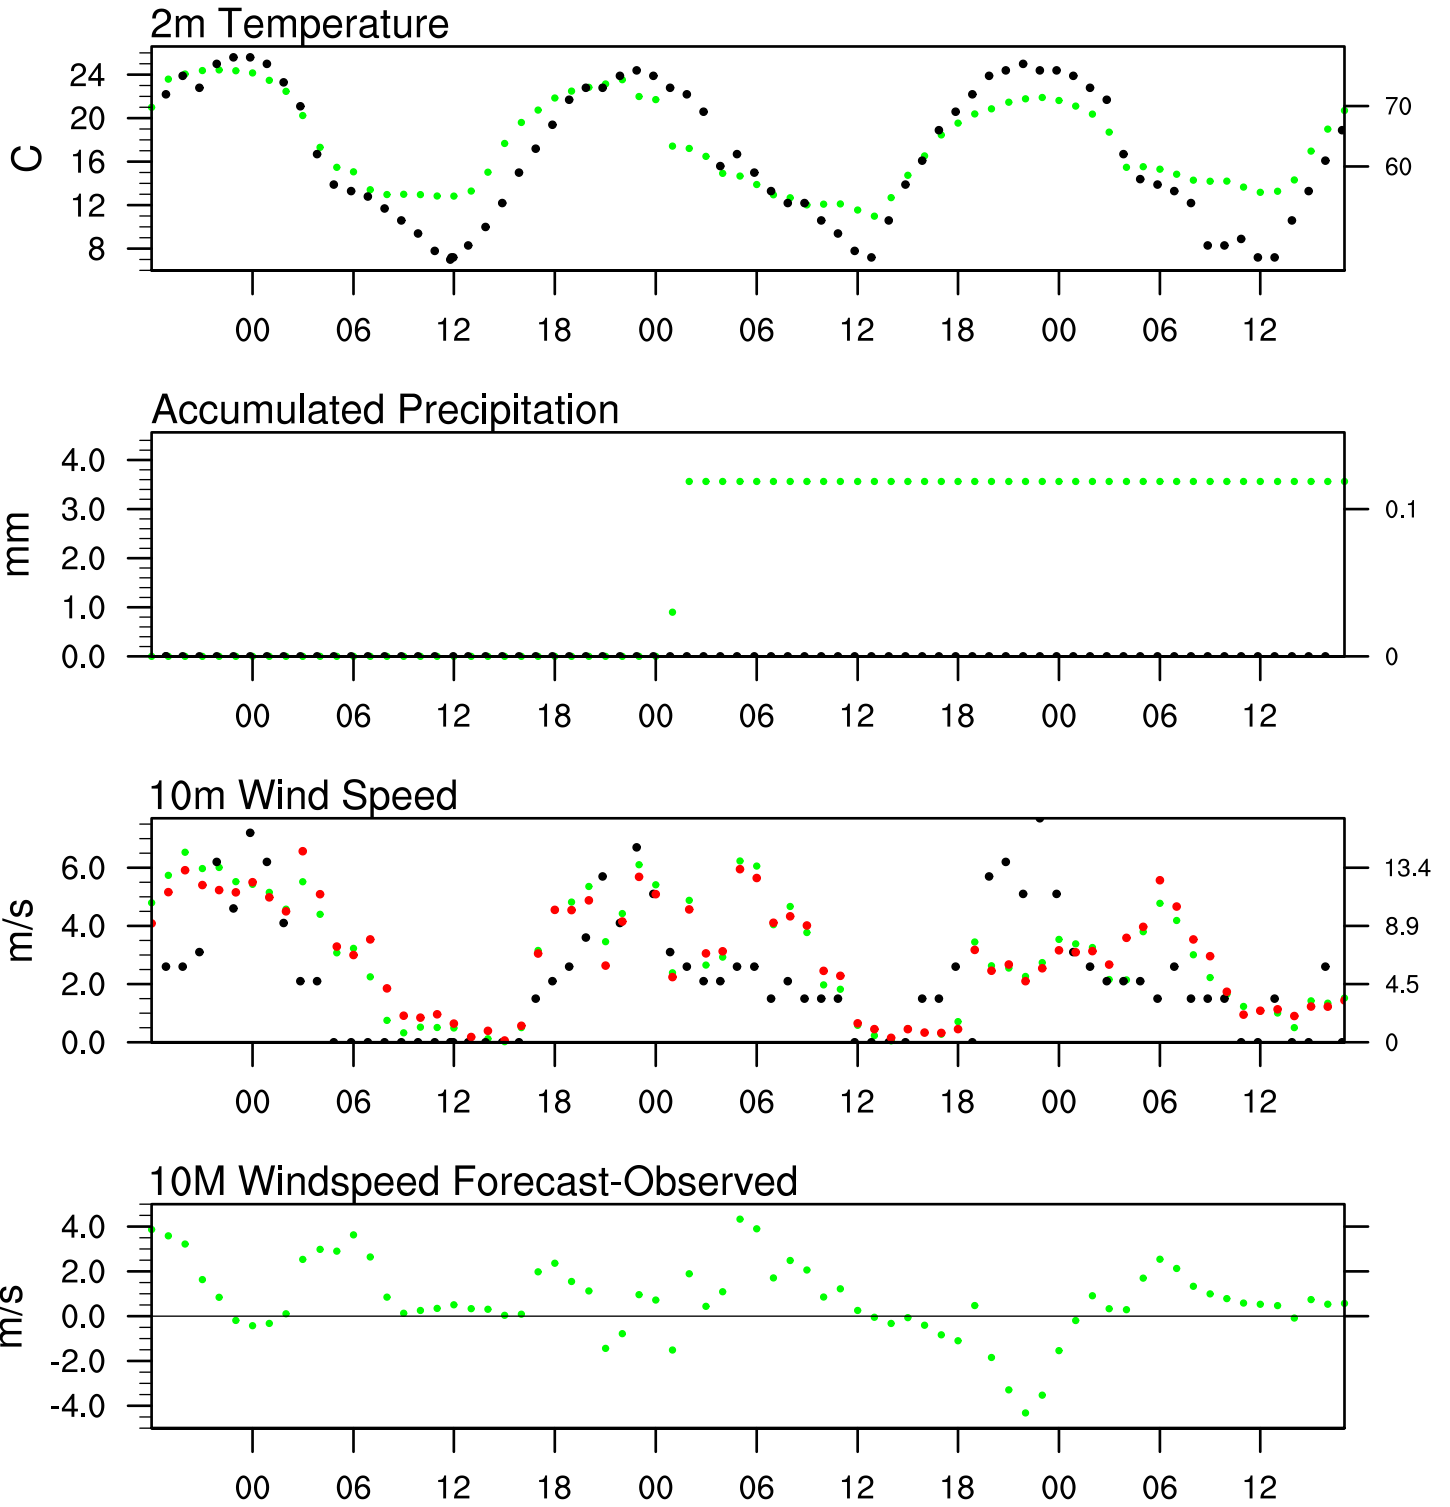 2m Temperature
24
20
16
12
8
C
70
60
00 06 12 18 00 06 12 18 00 06 12
Accumulated Precipitation
4.0
3.0
2.0
1.0
0.0
mm
0.1
0
00 06 12 18 00 06 12 18 00 06 12
10m Wind Speed
6.0
4.0
2.0
0.0
m/s
13.4
8.9
4.5
0
00 06 12 18 00 06 12 18 00 06 12
10M Windspeed Forecast-Observed
4.0
2.0
0.0
-2.0
-4.0
m/s
00 06 12 18 00 06 12 18 00 06 12